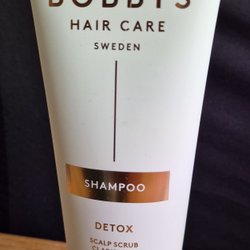 BOBBYS
HAIR CARE
SWEDEN
SHAMPOO
DETOX
SCALP SCRUB